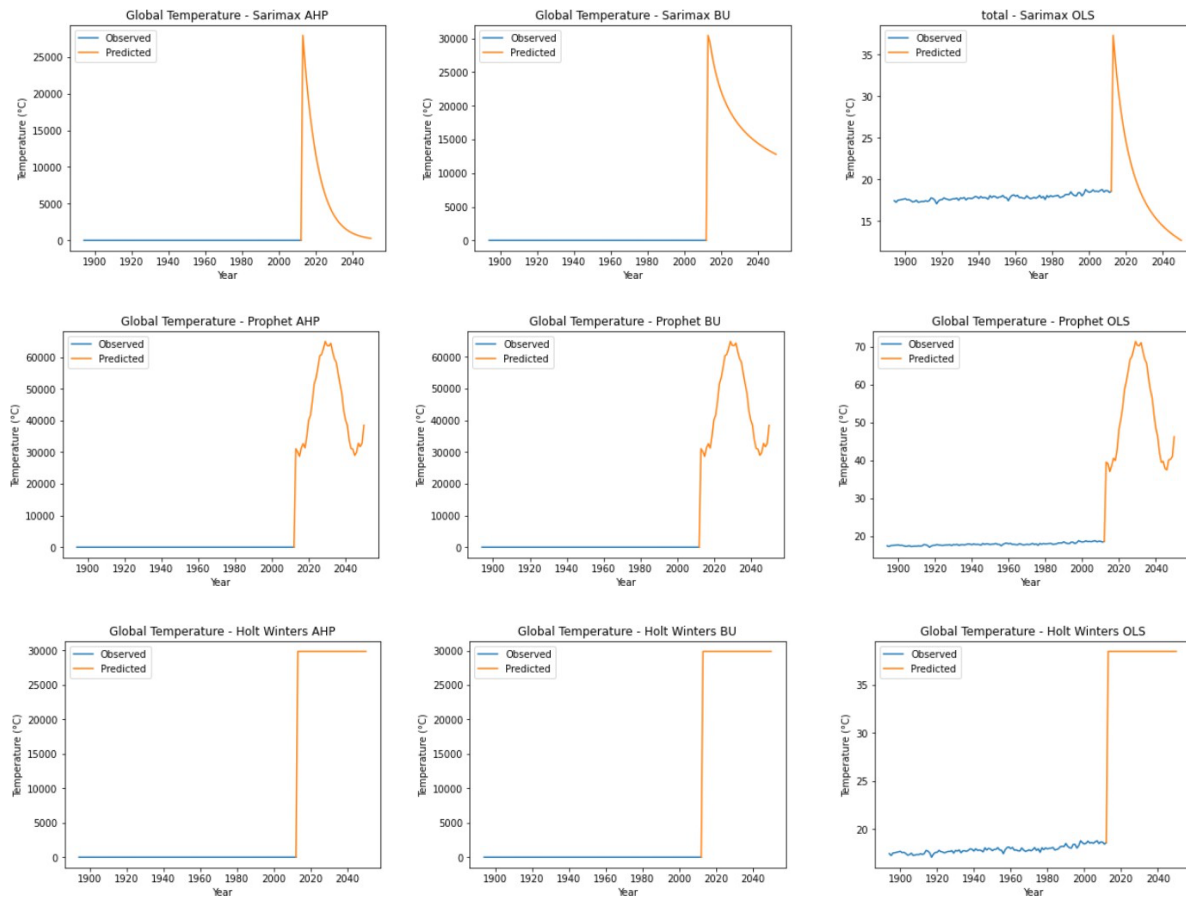 Global Temperature - Sarimax AHP
Observed
Predicted
Temperature (°C)
25000
20000
15000
10000
5000
0
1900 1920 1940 1960 1980 2000 2020 2040
Year
Global Temperature - Sarimax BU
Observed
Predicted
Temperature (°C)
30000
25000
20000
15000
10000
5000
0
1900 1920 1940 1960 1980 2000 2020 2040
Year
total - Sarimax OLS
Observed
Predicted
Temperature (°C)
35
30
25
20
15
1900 1920 1940 1960 1980 2000 2020 2040
Year
Global Temperature - Prophet AHP
Observed
Predicted
Temperature (°C)
60000
50000
40000
30000
20000
10000
0
1900 1920 1940 1960 1980 2000 2020 2040
Year
Global Temperature - Prophet BU
Observed
Predicted
Temperature (°C)
60000
50000
40000
30000
20000
10000
0
1900 1920 1940 1960 1980 2000 2020 2040
Year
Global Temperature - Prophet OLS
Observed
Predicted
Temperature (°C)
70
60
50
40
30
20
1900 1920 1940 1960 1980 2000 2020 2040
Year
Global Temperature - Holt Winters AHP
Observed
Predicted
Temperature (°C)
30000
25000
20000
15000
10000
5000
0
1900 1920 1940 1960 1980 2000 2020 2040
Year
Global Temperature - Holt Winters BU
Observed
Predicted
Temperature (°C)
30000
25000
20000
15000
10000
5000
0
1900 1920 1940 1960 1980 2000 2020 2040
Year
Global Temperature - Holt Winters OLS
Observed
Predicted
Temperature (°C)
35
30
25
20
1900 1920 1940 1960 1980 2000 2020 2040
Year